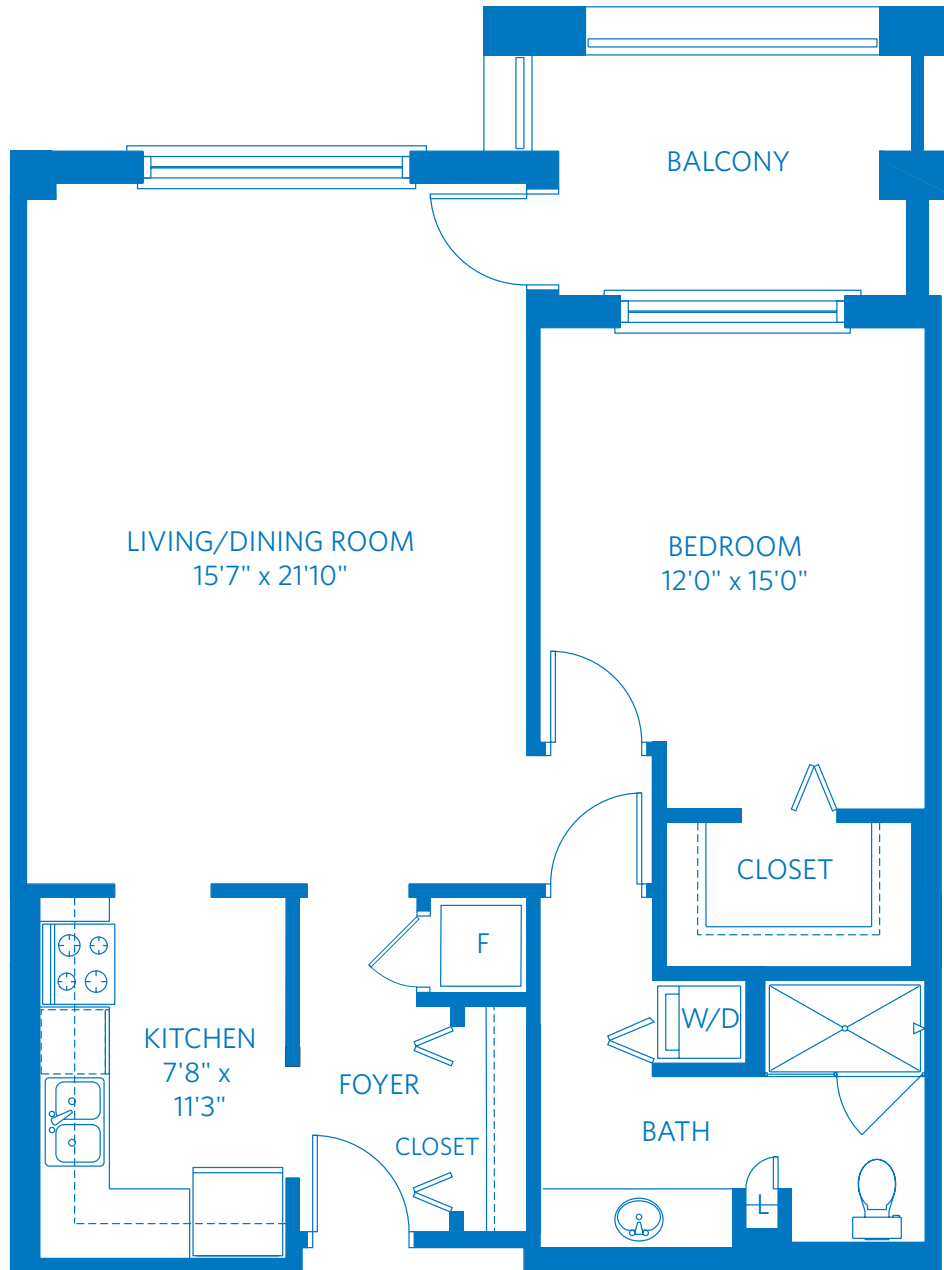 BALCONY
LIVING/DINING ROOM
15'7" x 21'10"
BEDROOM
12'0" x 15'0"
CLOSET
F
W/D
KITCHEN
7'8" x
11'3"
FOYER
CLOSET
BATH
L